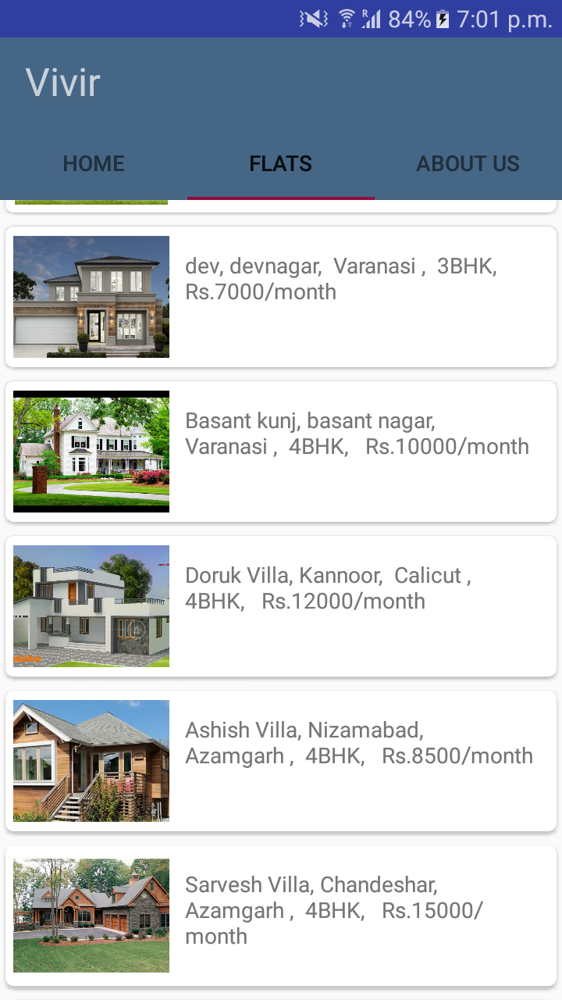 R 84% 7:01 p.m.
Vivir
HOME FLATS ABOUT US
dev, devnagar,  Varanasi ,  3BHK,
Rs.7000/month
Basant kunj, basant nagar,
Varanasi ,  4BHK,   Rs.10000/month
Doruk Villa, Kannoor,  Calicut ,
4BHK,   Rs.12000/month
Ashish Villa, Nizamabad,
Azamgarh ,  4BHK,   Rs.8500/month
Sarvesh Villa, Chandeshar,
Azamgarh ,  4BHK,   Rs.15000/
month